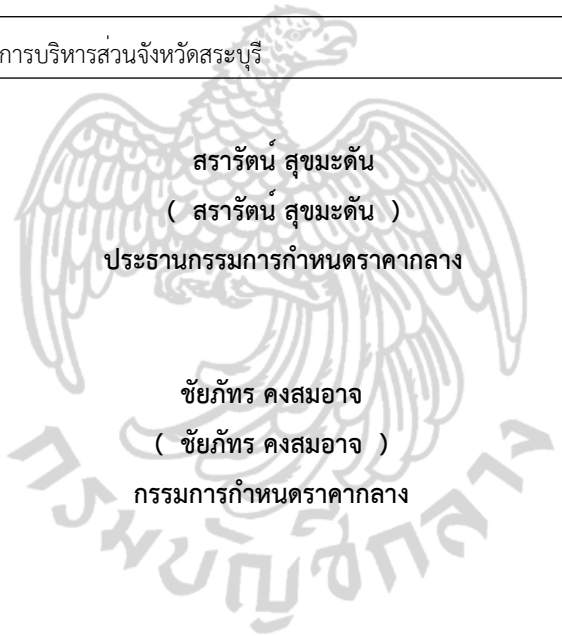 การบริหารส่วนจังหวัดสระบุรี
สรารัตน์ สุขมะดัน
( สรารัตน์ สุขมะดัน )
ประธานกรรมการกำหนดราคากลาง
ชัยภัทร คงสมอาจ
( ชัยภัทร คงสมอาจ )
กรรมการกำหนดราคากลาง
กรมบัญชีกลาง